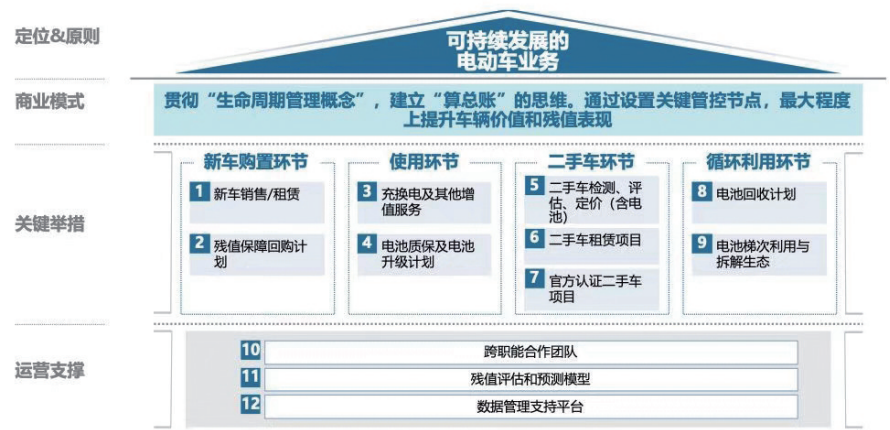 定位&原则
可持续发展的
电动车业务
商业模式
贯彻“生命周期管理概念”，建立“算总账”的思维。通过设置关键管控节点，最大程度
上提升车辆价值和残值表现
关键举措
新车购置环节
1 新车销售/租赁
2 残值保障回购计
划
使用环节
3 充换电及其他增
值服务
4 电池质保及电池
升级计划
二手车环节
5 二手车检测、评
估、定价（含电
池）
6 二手车租赁项目
7 官方认证二手车
项目
循环利用环节
8 电池回收计划
9 电池梯次利用与
拆解生态
运营支撑
10 跨职能合作团队
11 残值评估和预测模型
12 数据管理支持平台